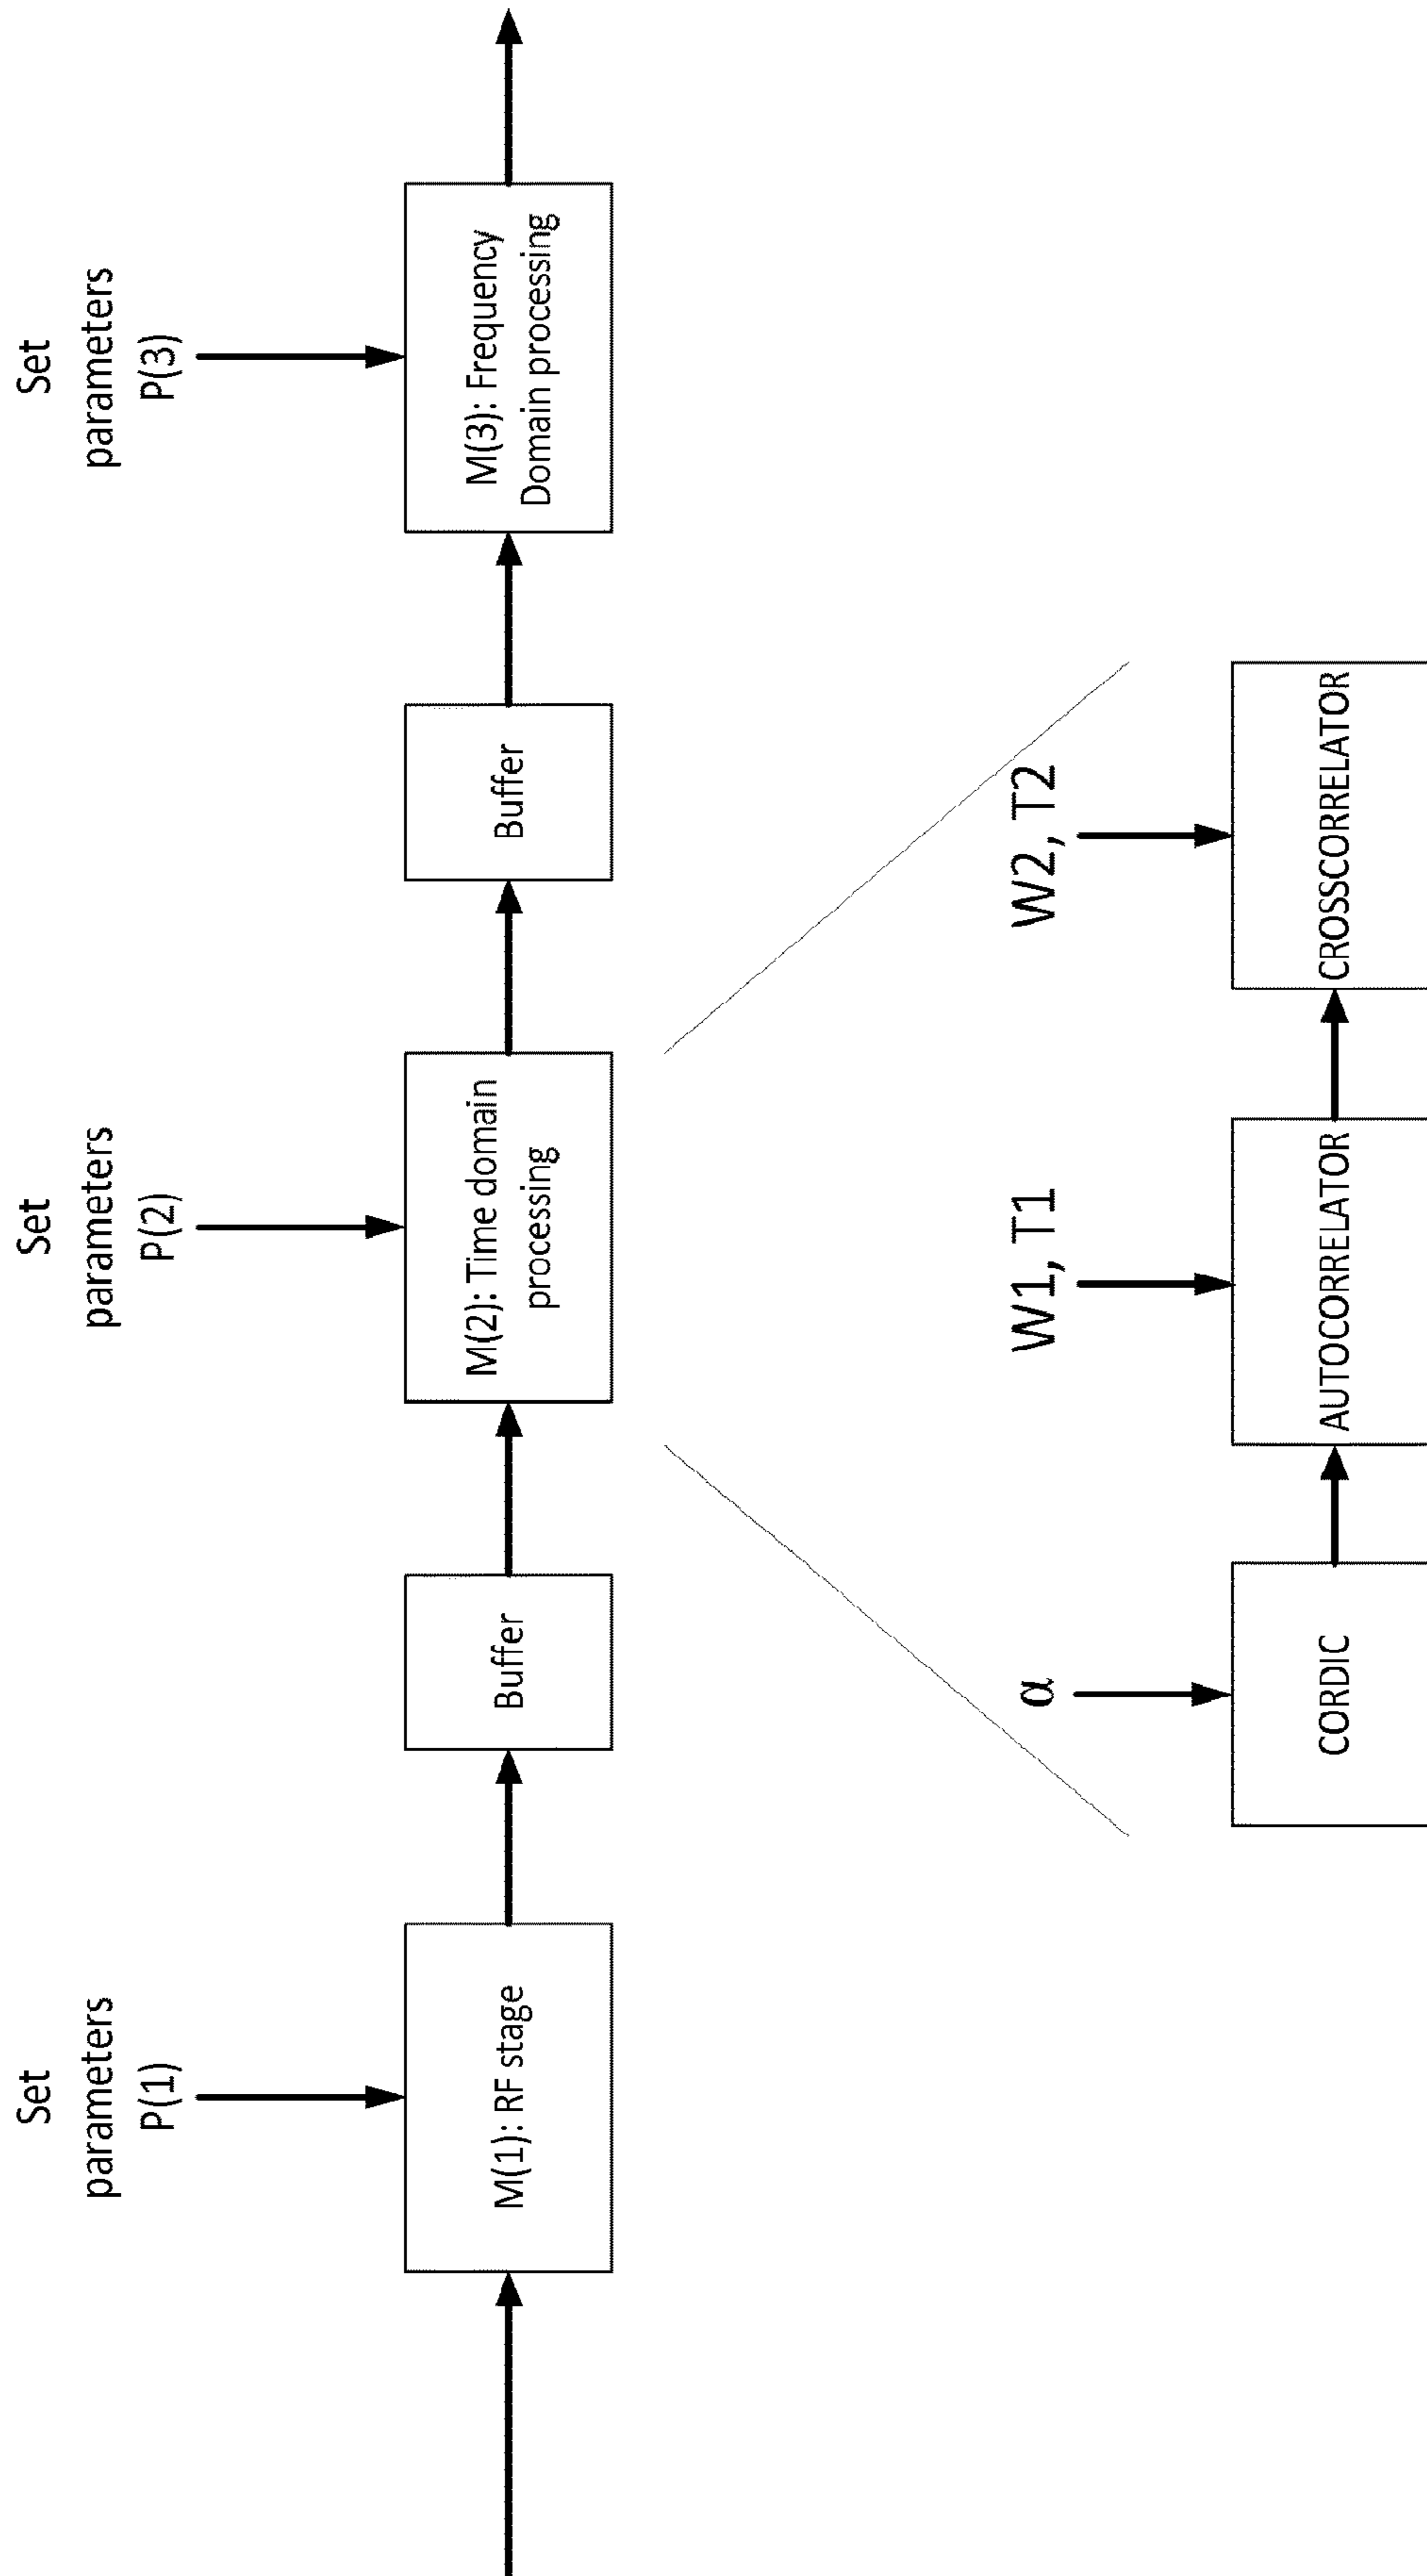 Set
parameters
P(1)
Set
parameters
P(2)
Set
parameters
P(3)
M(1): RF stage
Buffer
M(2): Time domain
processing
Buffer
M(3): Frequency
Domain processing
α
W1, T1
W2, T2
CORDIC
AUTOCORRELATOR
CROSSCORRELATOR